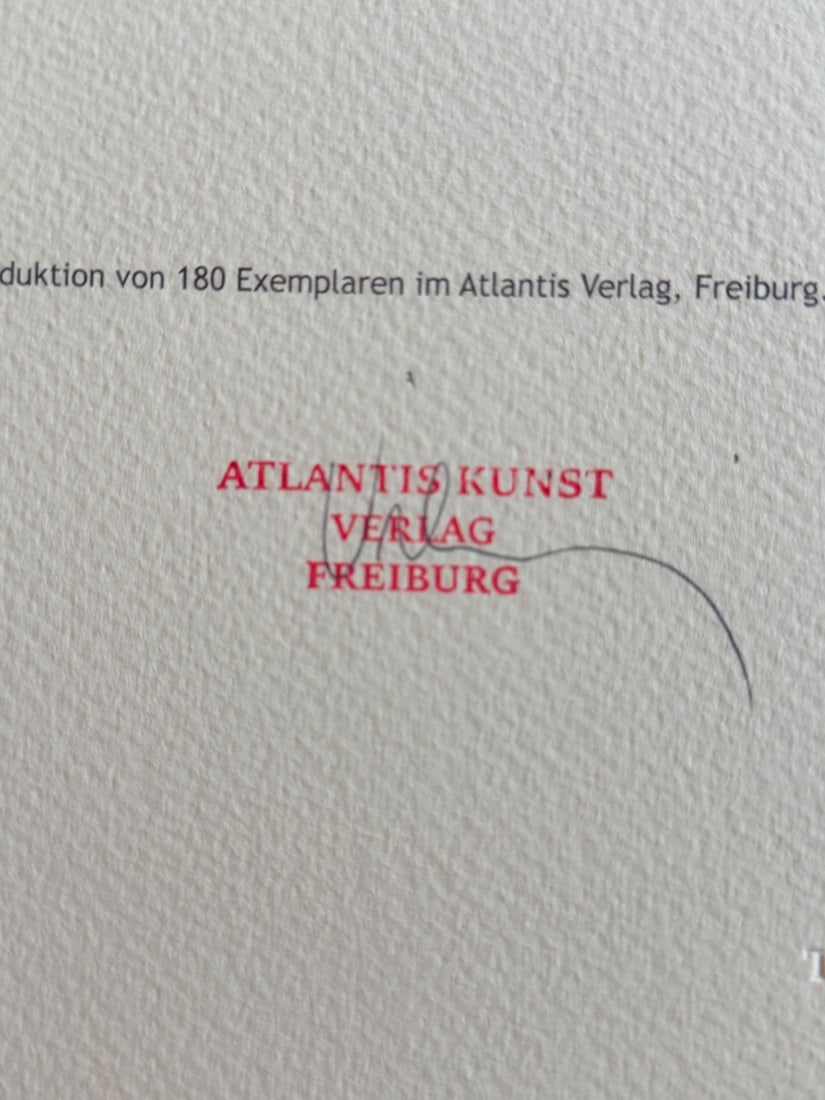 duktion von 180 Exemplaren im Atlantis Verlag, Freiburg.
ATLANTIS KUNST
VERLAG
FREIBURG